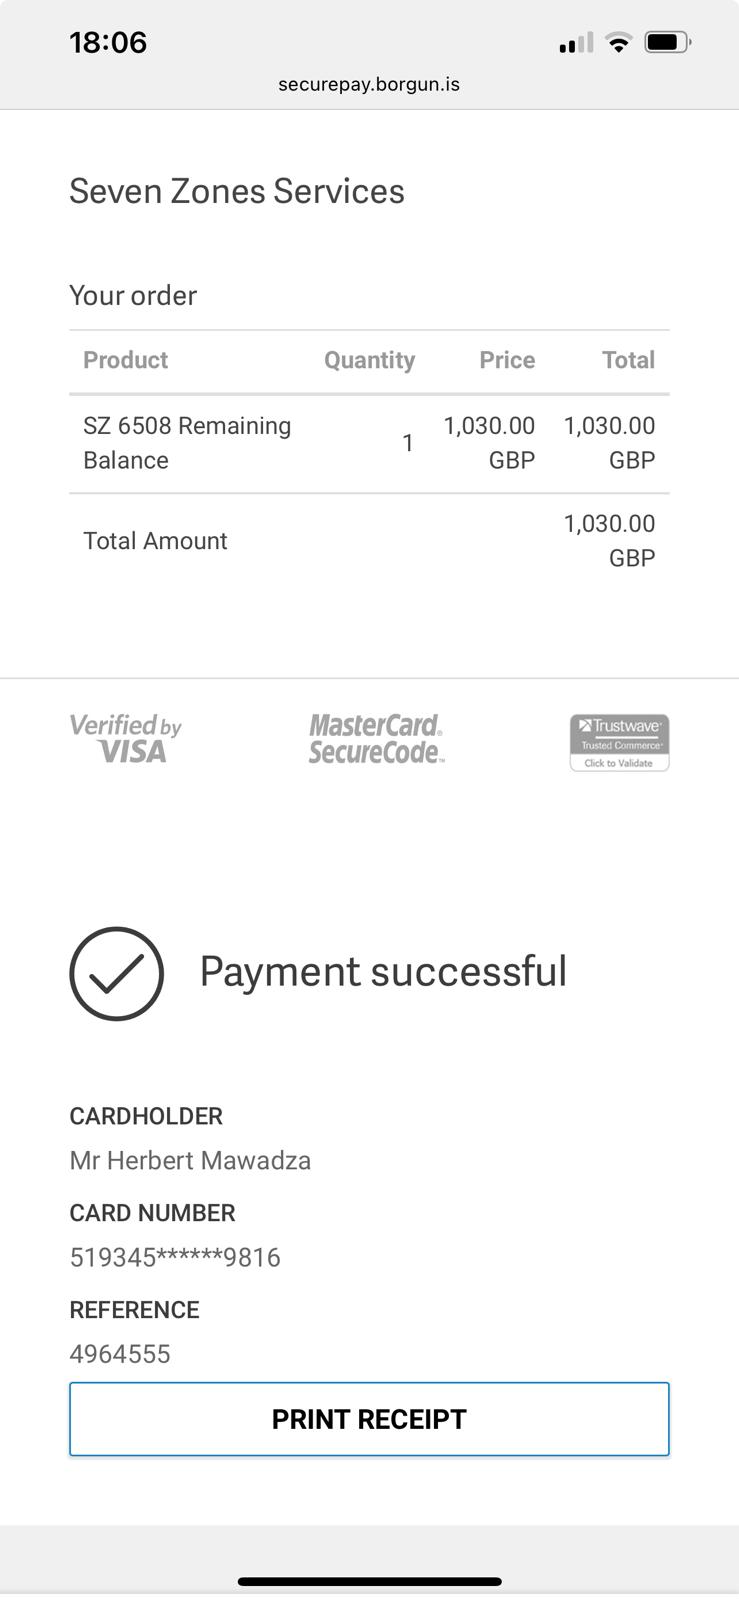 18:06
securepay.borgun.is
Seven Zones Services
Your order
Product Quantity Price Total
SZ 6508 Remaining Balance 1 1,030.00 GBP 1,030.00 GBP
Total Amount 1,030.00 GBP
Verified by VISA
MasterCard. SecureCode™
Trustwave® Trusted Commerce® Click to Validate
Payment successful
CARDHOLDER
Mr Herbert Mawadza
CARD NUMBER
519345******9816
REFERENCE
4964555
PRINT RECEIPT